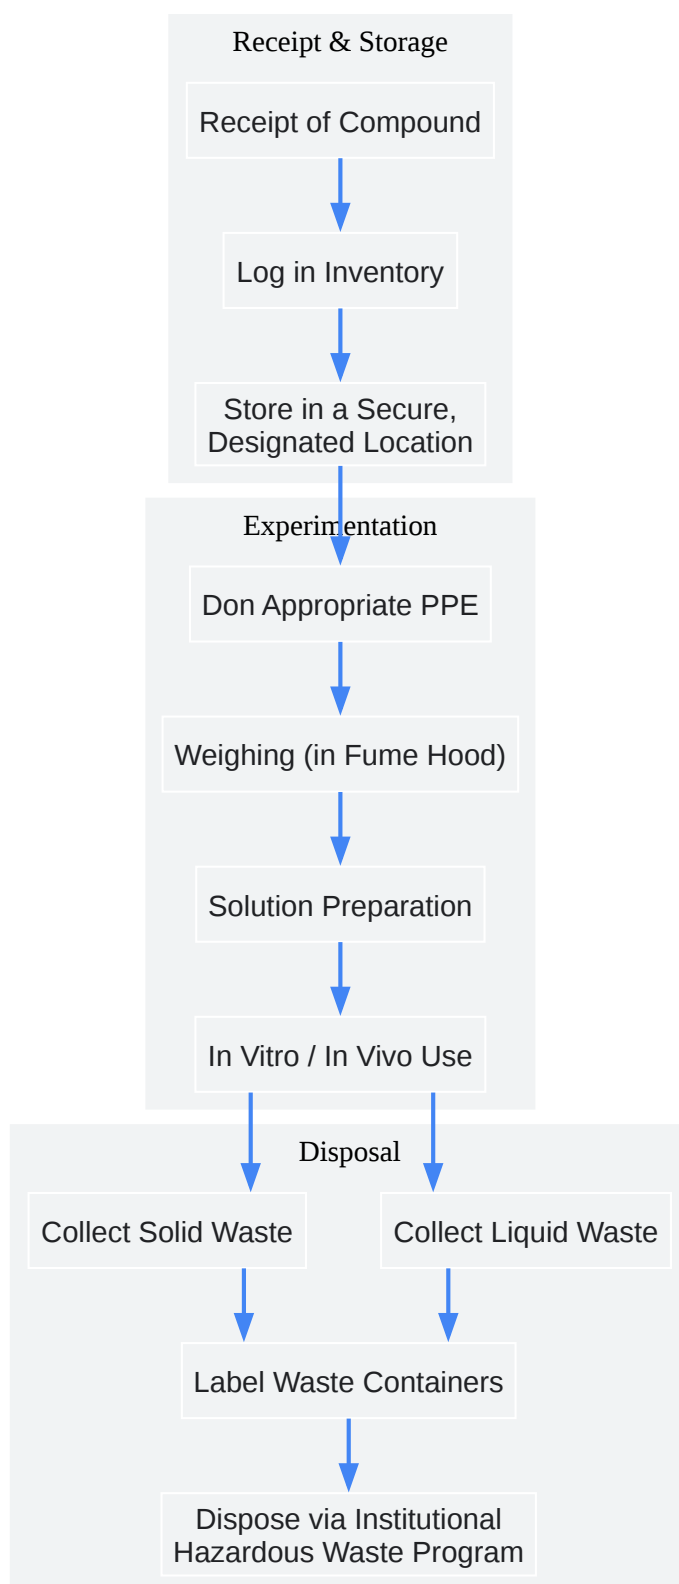 Receipt & Storage
Receipt of Compound
Log in Inventory
Store in a Secure,
Designated Location
Experimentation
Don Appropriate PPE
Weighing (in Fume Hood)
Solution Preparation
In Vitro / In Vivo Use
Disposal
Collect Solid Waste
Collect Liquid Waste
Label Waste Containers
Dispose via Institutional
Hazardous Waste Program